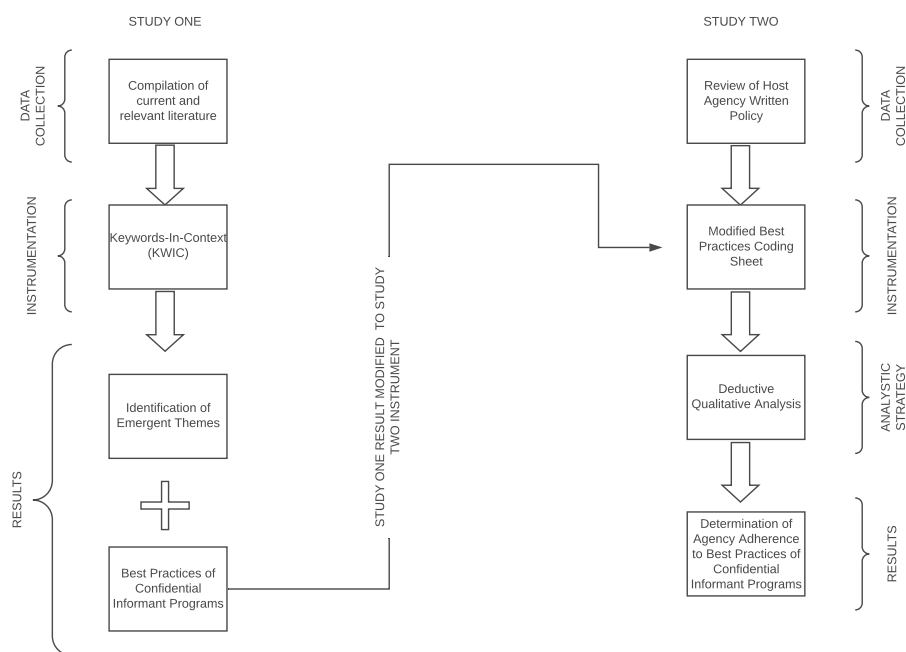 STUDY ONE
DATA
COLLECTION
Compilation of
current and
relevant literature
INSTRUMENTATION
Keywords-In-Context
(KWIC)
RESULTS
Identification of
Emergent Themes
Best Practices of
Confidential
Informant Programs
STUDY ONE RESULT MODIFIED TO STUDY
TWO INSTRUMENT
STUDY TWO
Review of Host
Agency Written
Policy
DATA
COLLECTION
Modified Best
Practices Coding
Sheet
INSTRUMENTATION
Deductive
Qualitative Analysis
ANALYSTIC
STRATEGY
Determination of
Agency Adherence
to Best Practices of
Confidential
Informant Programs
RESULTS